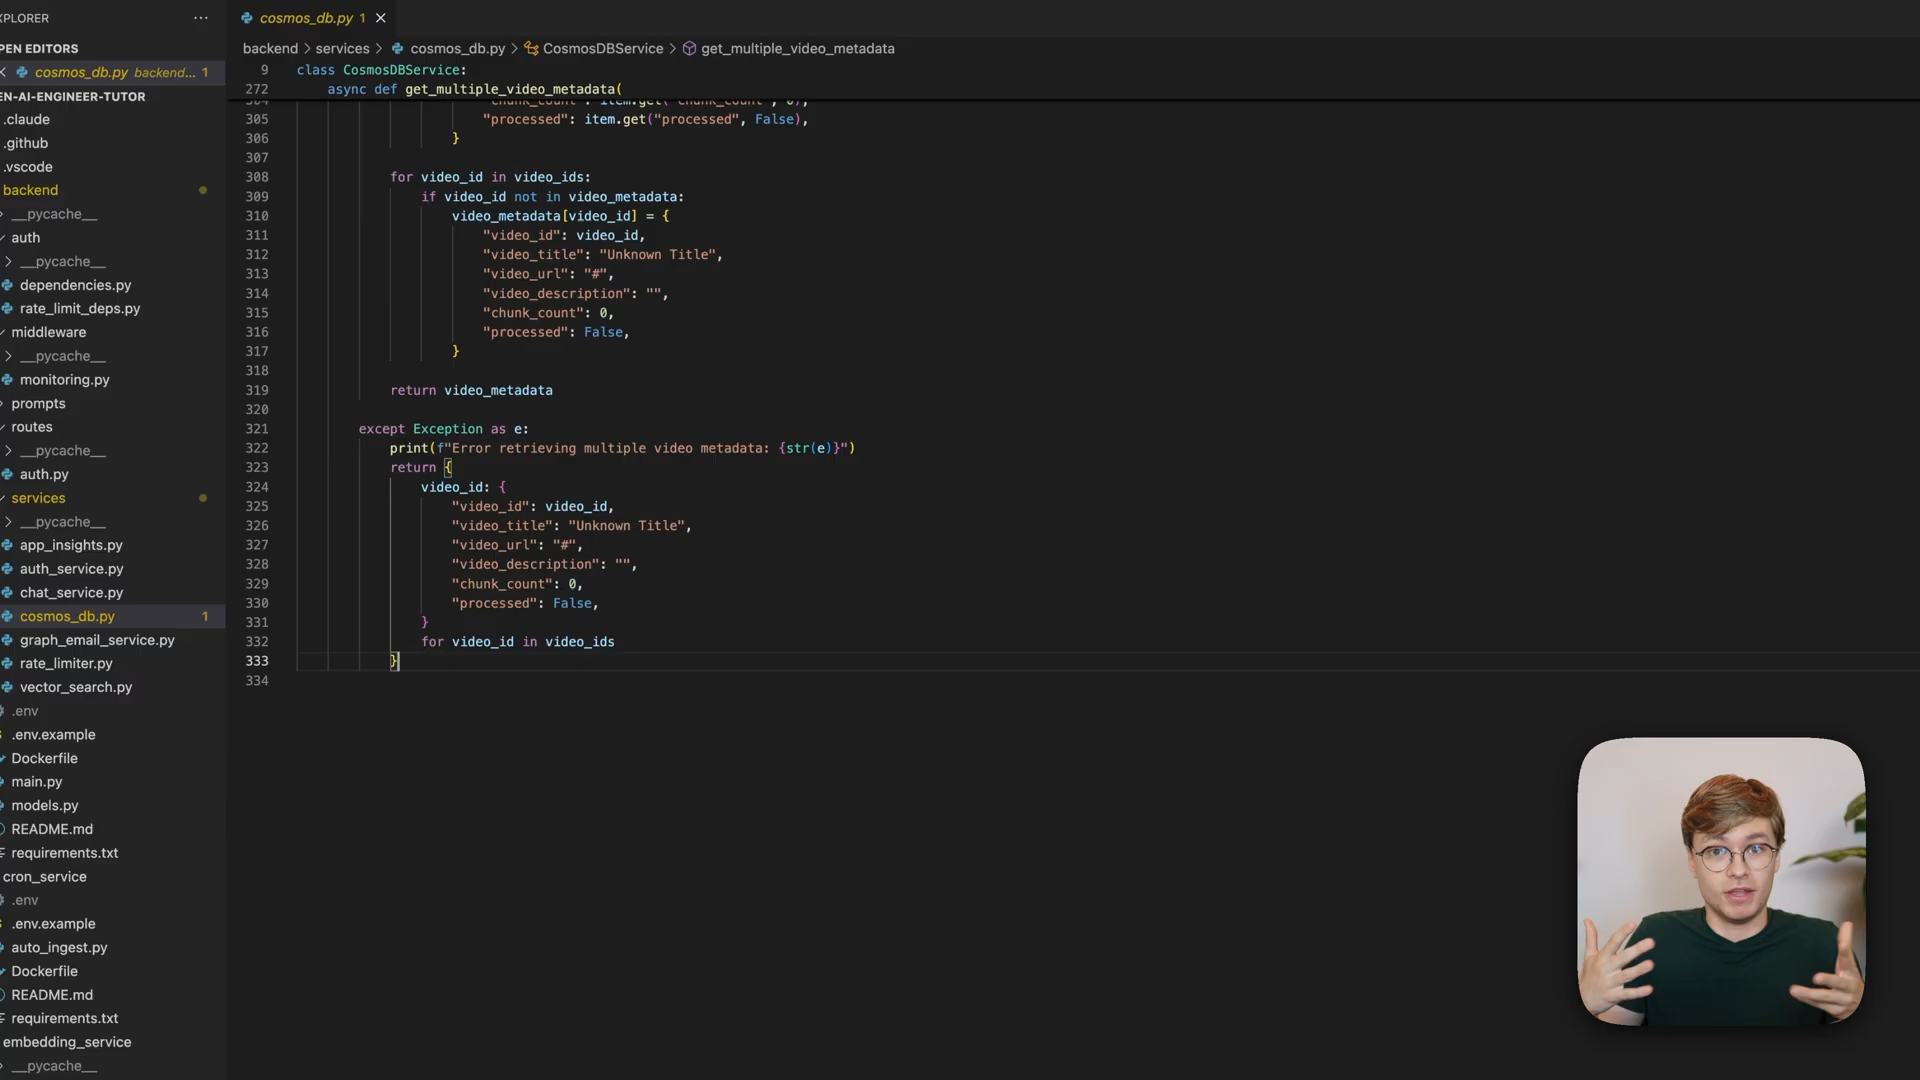 XPLORER
PEN EDITORS
cosmos_db.py backend... 1
EN-AI-ENGINEER-TUTOR
.claude
.github
.vscode
backend
__pycache__
auth
__pycache__
dependencies.py
rate_limit_deps.py
middleware
__pycache__
monitoring.py
prompts
routes
__pycache__
auth.py
services
__pycache__
app_insights.py
auth_service.py
chat_service.py
cosmos_db.py 1
graph_email_service.py
rate_limiter.py
vector_search.py
.env
.env.example
Dockerfile
main.py
models.py
README.md
requirements.txt
cron_service
.env
.env.example
auto_ingest.py
Dockerfile
README.md
requirements.txt
embedding_service
__pycache__
cosmos_db.py 1
backend > services > cosmos_db.py > CosmosDBService > get_multiple_video_metadata
9 class CosmosDBService:
272 async def get_multiple_video_metadata(
304 "chunk_count": item.get("chunk_count", 0),
305 "processed": item.get("processed", False),
306 }
307
308 for video_id in video_ids:
309 if video_id not in video_metadata:
310 video_metadata[video_id] = {
311 "video_id": video_id,
312 "video_title": "Unknown Title",
313 "video_url": "#",
314 "video_description": "",
315 "chunk_count": 0,
316 "processed": False,
317 }
318
319 return video_metadata
320
321 except Exception as e:
322 print(f"Error retrieving multiple video metadata: {str(e)}")
323 return {
324 video_id: {
325 "video_id": video_id,
326 "video_title": "Unknown Title",
327 "video_url": "#",
328 "video_description": "",
329 "chunk_count": 0,
330 "processed": False,
331 }
332 for video_id in video_ids
333 }
334